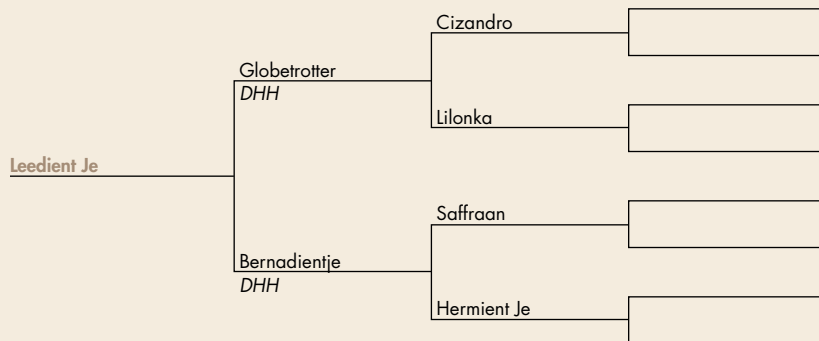 Cizandro
Globetrotter
DHH
Lilonka
Leedient Je
Saffraan
Bernadientje
DHH
Hermient Je